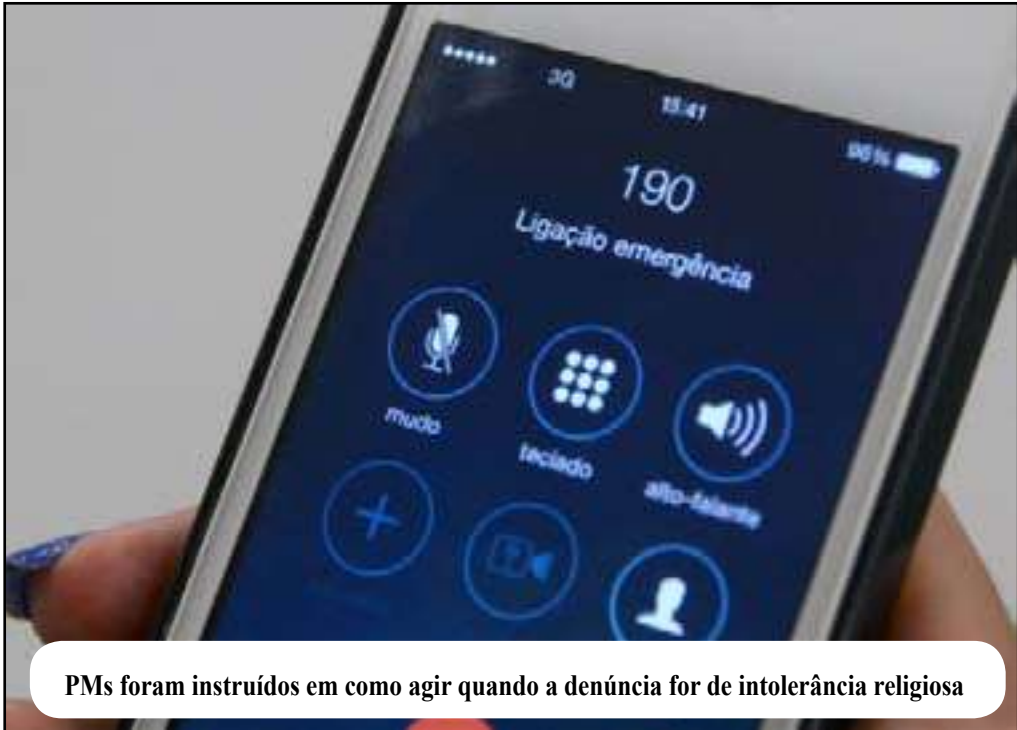 3G 15:41 96%
190
Ligação emergência
mudo teclado alto-falante
PMs foram instruídos em como agir quando a denúncia for de intolerância religiosa